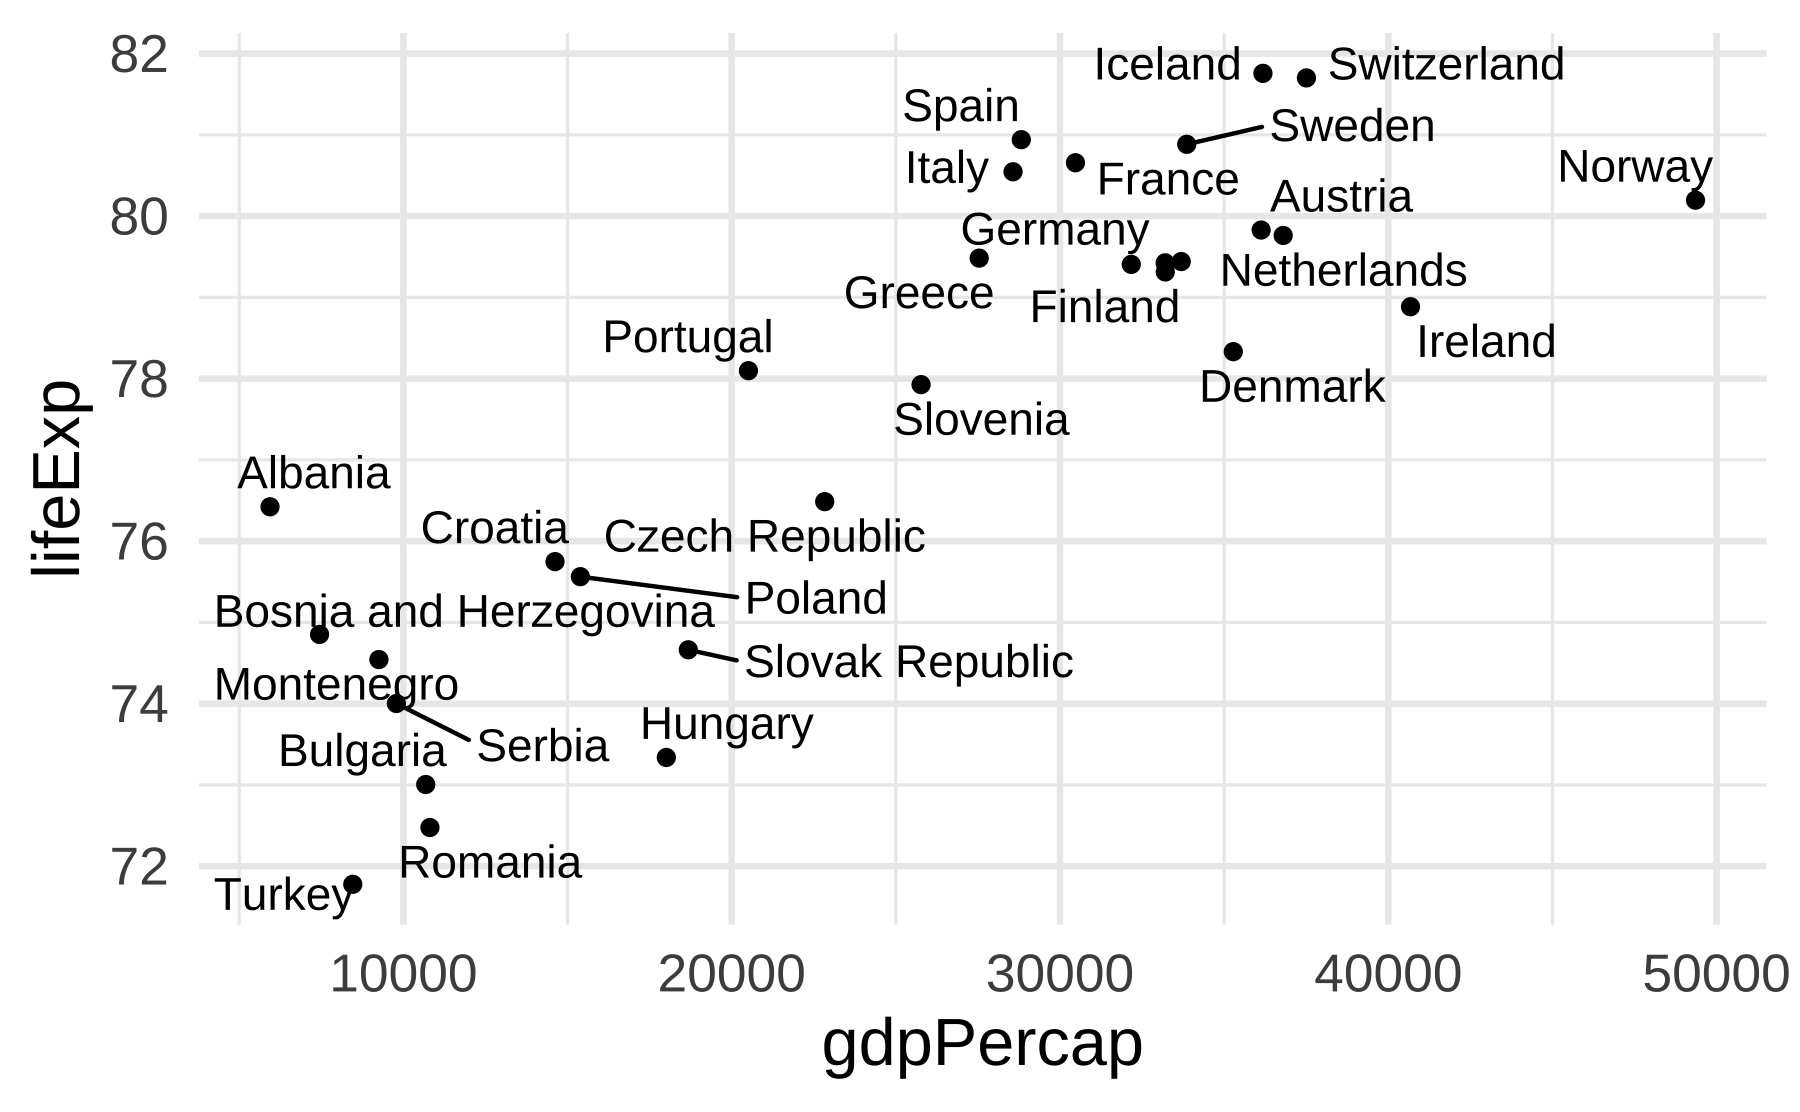 82
80
78
76
74
72
lifeExp
Iceland
Switzerland
Spain
Sweden
Italy
France
Norway
Austria
Germany
Netherlands
Greece
Finland
Ireland
Portugal
Denmark
Slovenia
Albania
Croatia
Czech Republic
Poland
Bosnia and Herzegovina
Slovak Republic
Montenegro
Hungary
Serbia
Bulgaria
Romania
Turkey
10000 20000 30000 40000 50000
gdpPercap